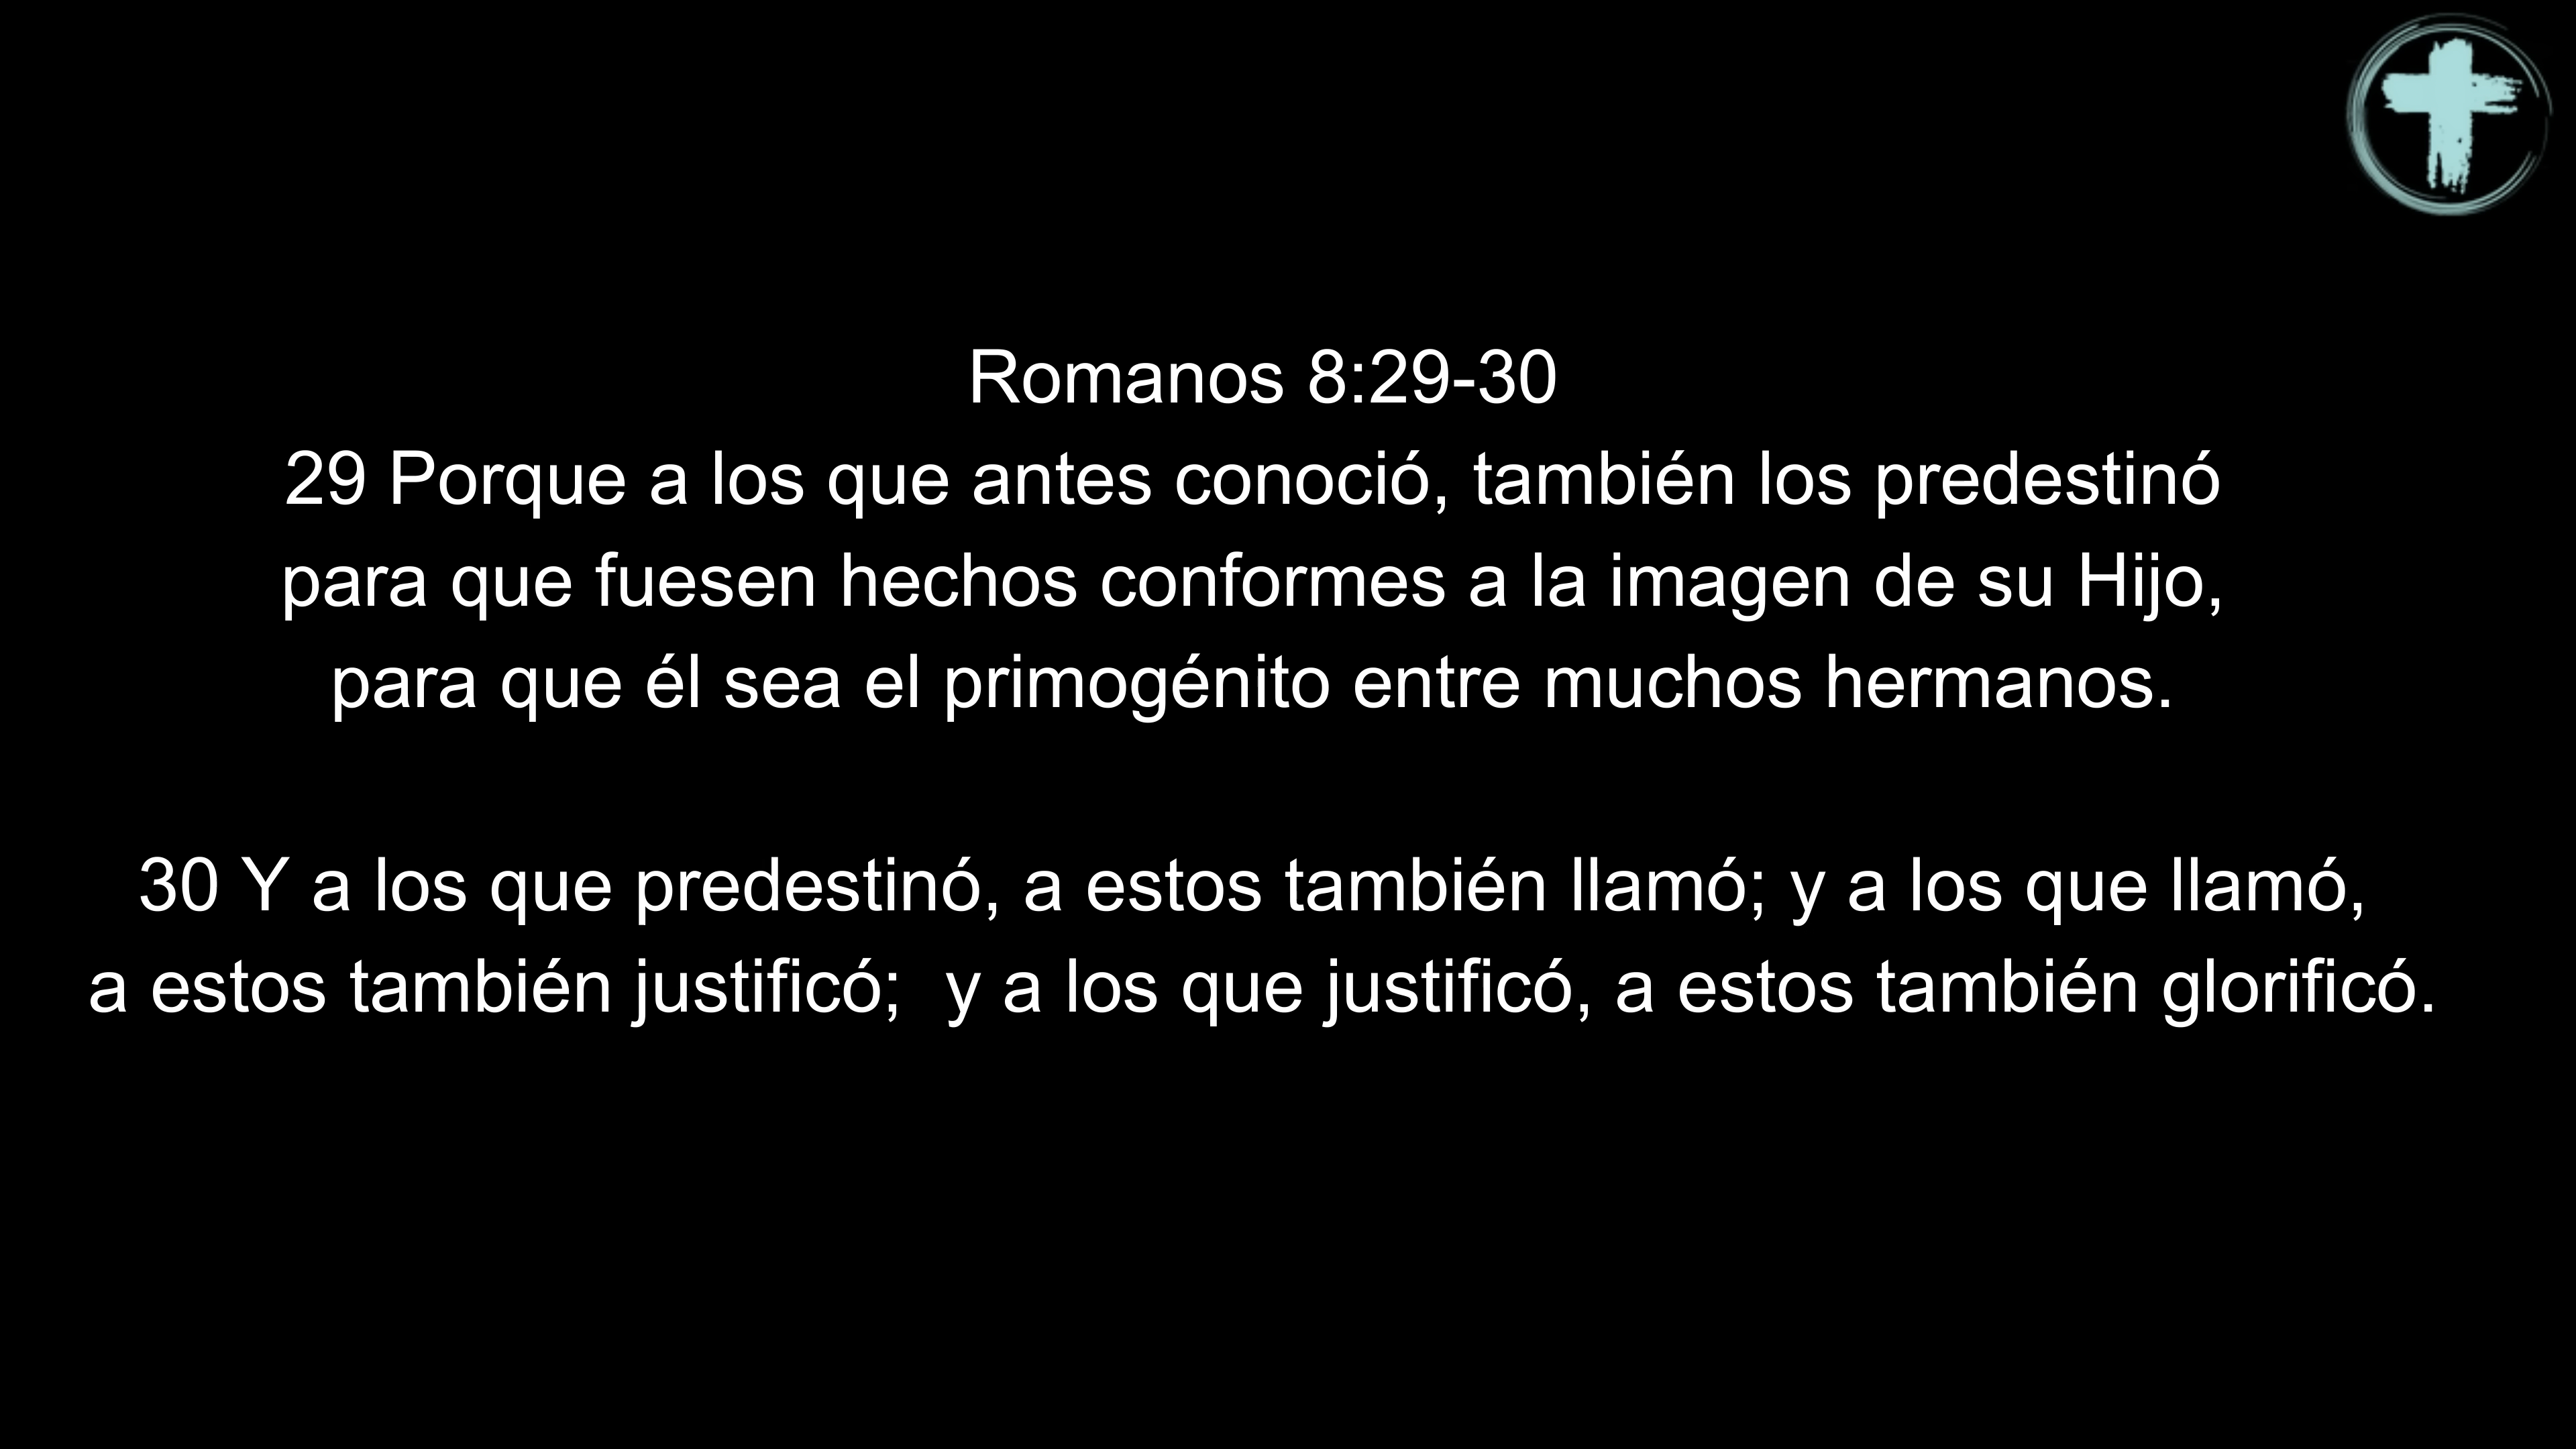 Romanos 8:29-30
29 Porque a los que antes conoció, también los predestinó
para que fuesen hechos conformes a la imagen de su Hijo,
para que él sea el primogénito entre muchos hermanos.
30 Y a los que predestinó, a estos también llamó; y a los que llamó,
a estos también justificó;  y a los que justificó, a estos también glorificó.